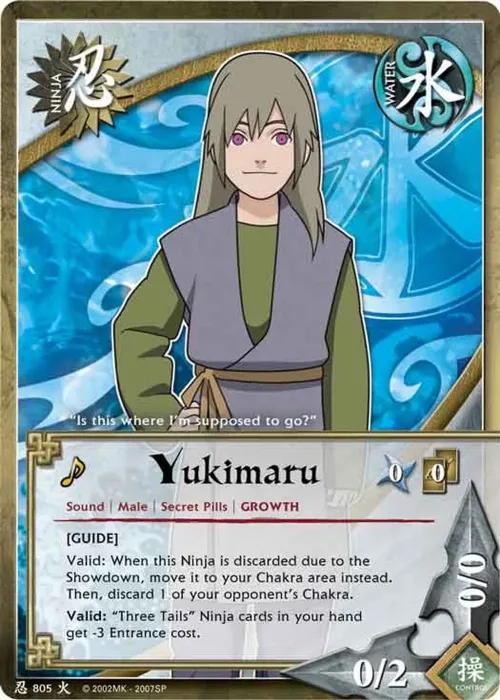 NINJA
忍
WATER
水
"Is this where I'm supposed to go?"
Yukimaru
0
0
Sound | Male | Secret Pills | GROWTH
[GUIDE]
Valid: When this Ninja is discarded due to the
Showdown, move it to your Chakra area instead.
Then, discard 1 of your opponent's Chakra.
Valid: "Three Tails" Ninja cards in your hand
get -3 Entrance cost.
0/0
0/2
操
CONTROL
忍 805 火 © 2002MK - 2007SP